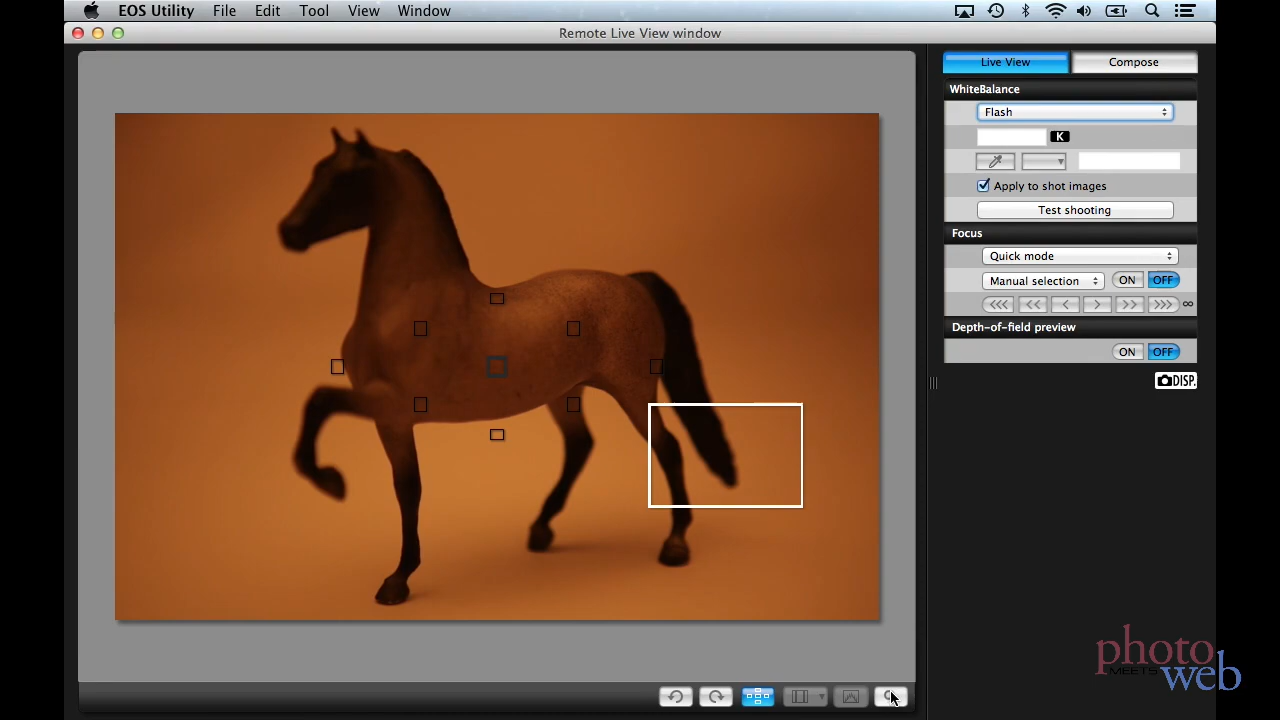 EOS Utility File Edit Tool View Window
Remote Live View window
Live View Compose
WhiteBalance
Flash
K
Apply to shot images
Test shooting
Focus
Quick mode
Manual selection ON OFF
<<< << < > >> >>> ∞
Depth-of-field preview
ON OFF
DISP.
photo
MEETS
web